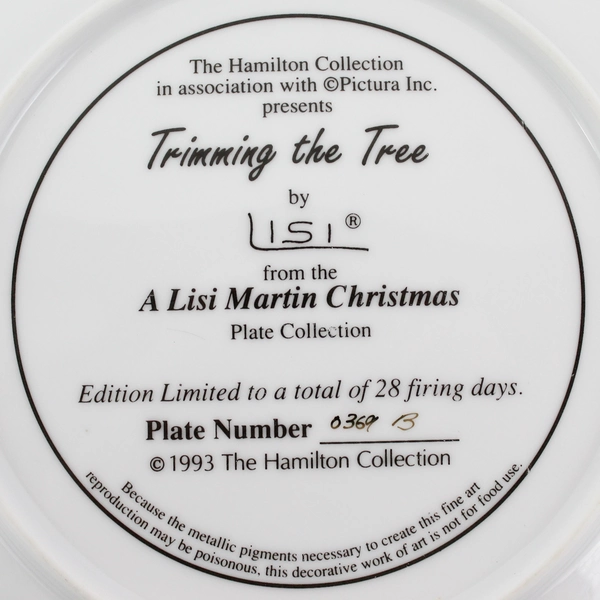 The Hamilton Collection
in association with ©Pictura Inc.
presents
Trimming the Tree
by
LISI®
from the
A Lisi Martin Christmas
Plate Collection
Edition Limited to a total of 28 firing days.
Plate Number 0369 B
© 1993 The Hamilton Collection
Because the metallic pigments necessary to create this fine art
reproduction may be poisonous, this decorative work of art is not for food use.